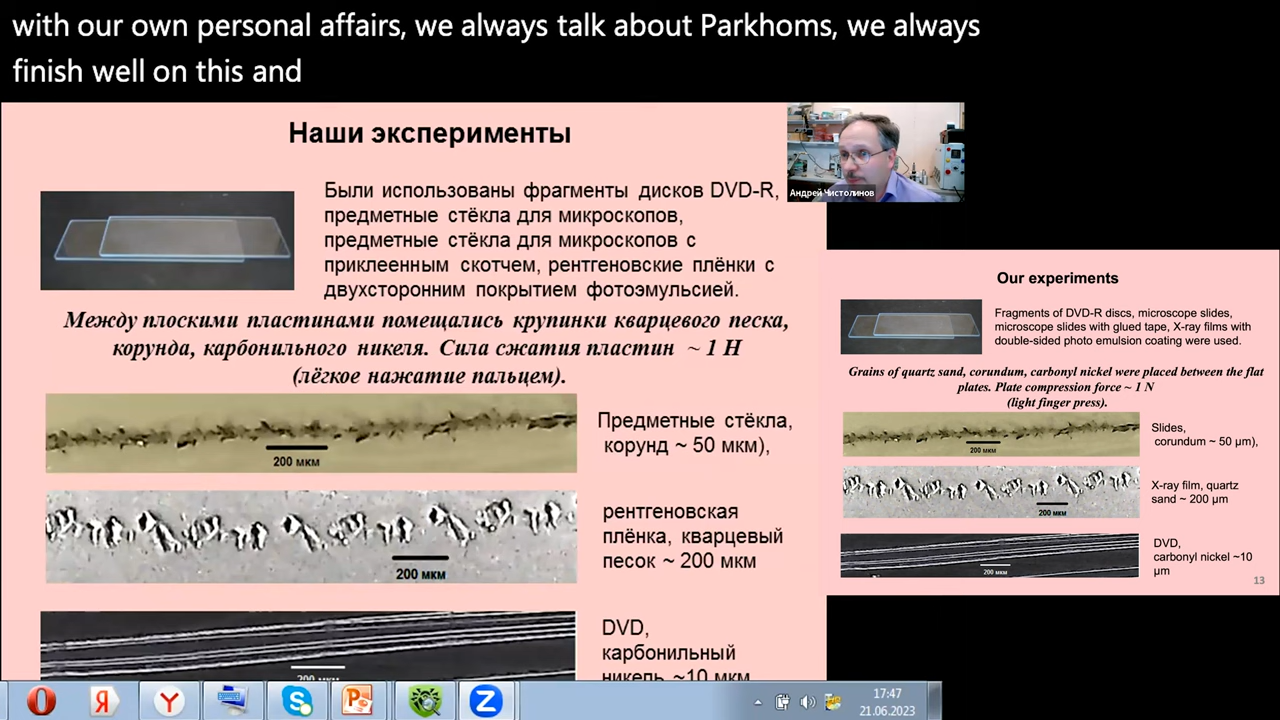 with our own personal affairs, we always talk about Parkhoms, we always
finish well on this and
Наши эксперименты
Были использованы фрагменты дисков DVD-R,
предметные стёкла для микроскопов,
предметные стёкла для микроскопов с
приклеенным скотчем, рентгеновские плёнки с
двухсторонним покрытием фотоэмульсией.
Между плоскими пластинами помещались крупинки кварцевого песка,
корунда, карбонильного никеля. Сила сжатия пластин ~ 1 Н
(лёгкое нажатие пальцем).
200 мкм
Предметные стёкла,
корунд ~ 50 мкм),
200 мкм
рентгеновская
плёнка, кварцевый
песок ~ 200 мкм
200 мкм
DVD,
карбонильный
никель ~10 мкм
Андрей Чистолинов
Our experiments
Fragments of DVD-R discs, microscope slides,
microscope slides with glued tape, X-ray films with
double-sided photo emulsion coating were used.
Grains of quartz sand, corundum, carbonyl nickel were placed between the flat
plates. Plate compression force ~ 1 N
(light finger press).
200 мкм
Slides,
corundum ~ 50 μm),
200 мкм
X-ray film, quartz
sand ~ 200 μm
200 мкм
DVD,
carbonyl nickel ~10
μm
13
17:47
21.06.2023